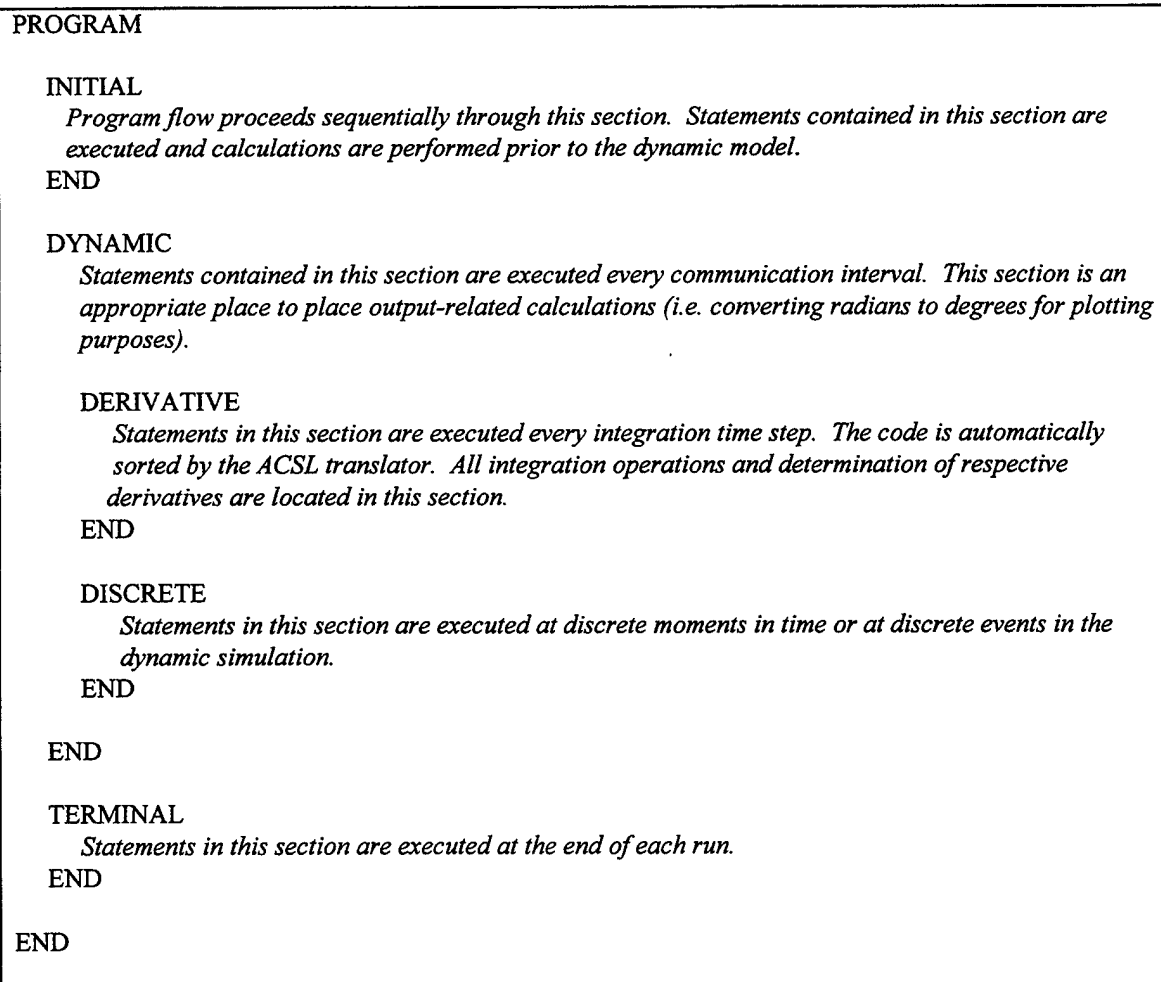 PROGRAM
INITIAL
Program flow proceeds sequentially through this section. Statements contained in this section are
executed and calculations are performed prior to the dynamic model.
END
DYNAMIC
Statements contained in this section are executed every communication interval. This section is an
appropriate place to place output-related calculations (i.e. converting radians to degrees for plotting
purposes).
DERIVATIVE
Statements in this section are executed every integration time step. The code is automatically
sorted by the ACSL translator. All integration operations and determination of respective
derivatives are located in this section.
END
DISCRETE
Statements in this section are executed at discrete moments in time or at discrete events in the
dynamic simulation.
END
END
TERMINAL
Statements in this section are executed at the end of each run.
END
END